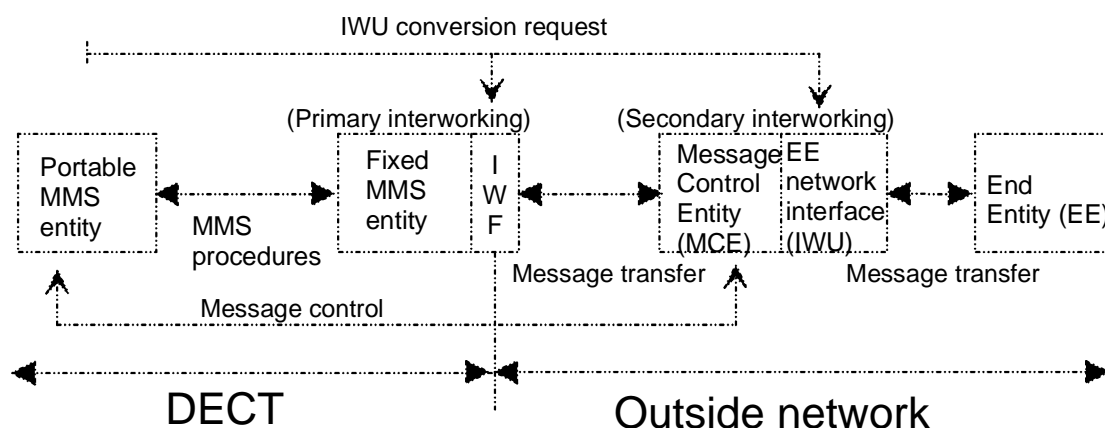 IWU conversion request
(Primary interworking)
(Secondary interworking)
Portable
MMS
entity
MMS
procedures
Fixed
MMS
entity
I
W
F
Message transfer
Message
Control
Entity
(MCE)
EE
network
interface
(IWU)
Message transfer
End
Entity (EE)
Message control
DECT
Outside network